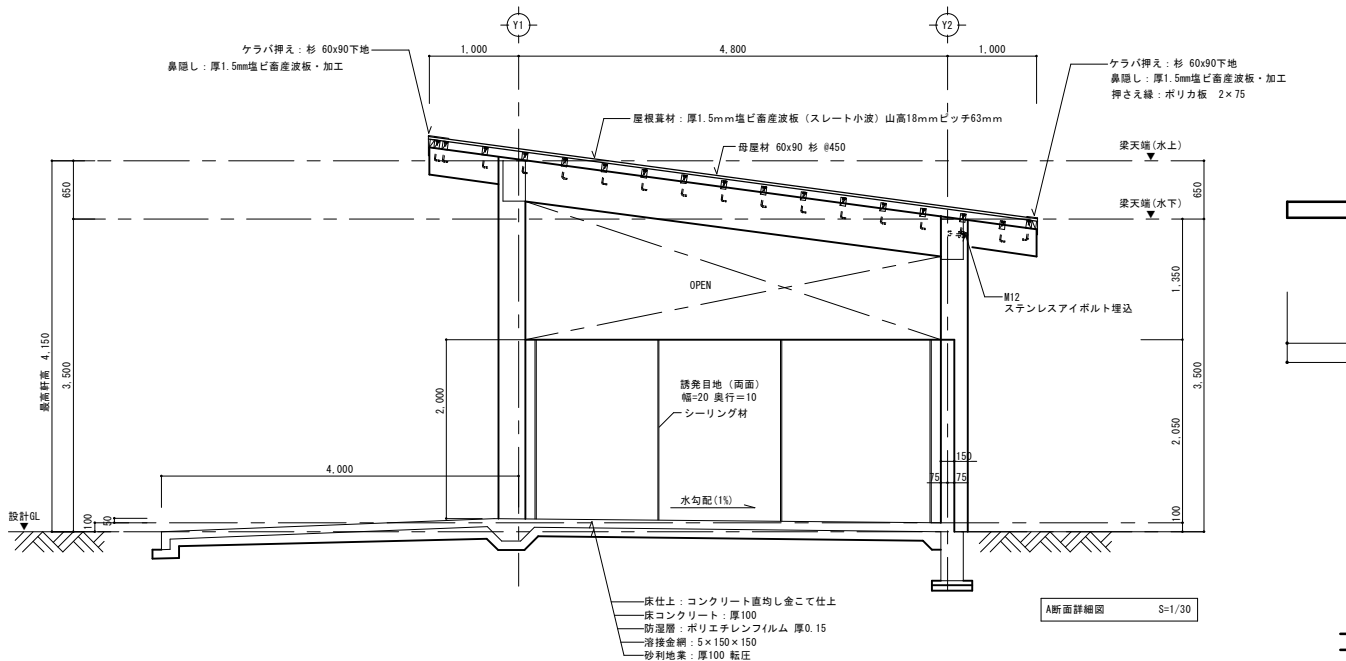 Y1
Y2
1,000
4,800
1,000
ケラバ押え：杉 60x90下地
鼻隠し：厚1.5mm塩ビ畜産波板・加工
ケラバ押え：杉 60x90下地
鼻隠し：厚1.5mm塩ビ畜産波板・加工
押さえ縁：ポリカ板 2×75
屋根葺材：厚1.5mm塩ビ畜産波板（スレート小波）山高18mmピッチ63mm
母屋材 60x90 杉 @450
梁天端(水上)
650
650
梁天端(水下)
OPEN
M12
ステンレスアイボルト埋込
1,350
最高軒高 4,150
3,500
3,500
2,000
誘発目地（両面）
幅=20 奥行＝10
シーリング材
2,050
150
75
75
4,000
水勾配(1%)
設計GL
100
50
100
床仕上：コンクリート直均し金こて仕上
床コンクリート：厚100
防湿層：ポリエチレンフィルム 厚0.15
溶接金網：5×150×150
砂利地業：厚100 転圧
A断面詳細図 S=1/30